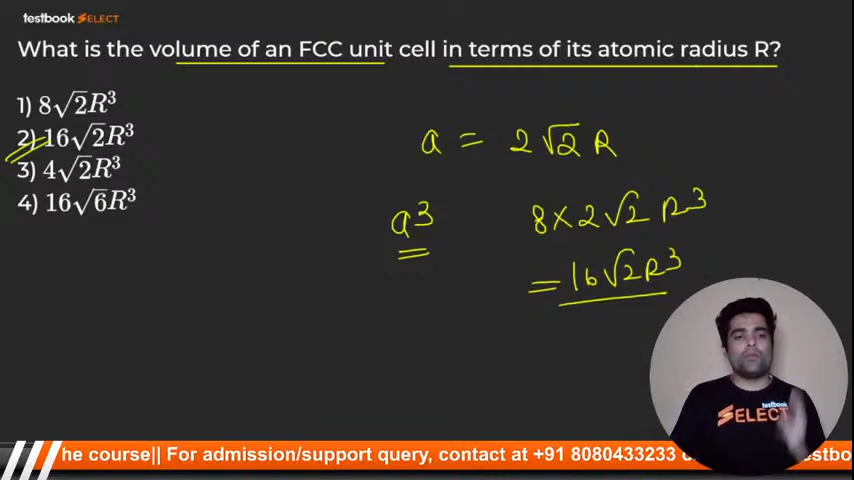 testbook SELECT
What is the volume of an FCC unit cell in terms of its atomic radius R?
1) 8√2R³
2) 16√2R³
3) 4√2R³
4) 16√6R³
a = 2√2 R
a³ 8×2√2 R³
= 16√2R³
testbook
SELECT
he course|| For admission/support query, contact at +91 8080433233 o testbo